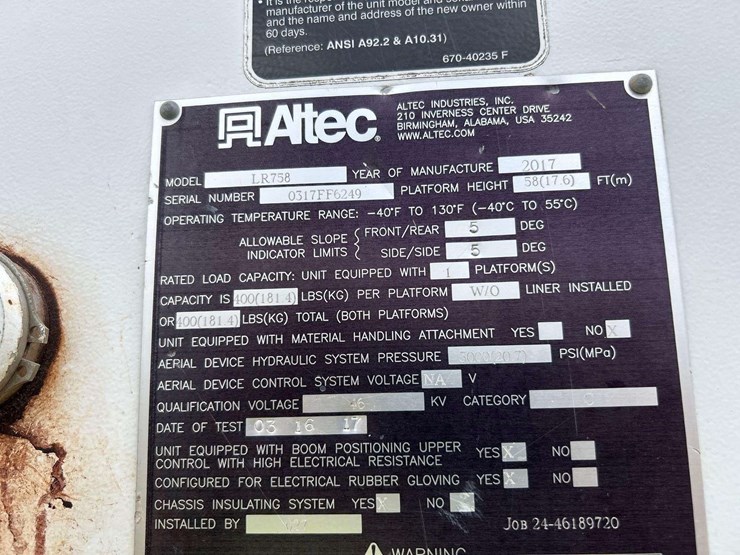 manufacturer of the unit model and
and the name and address of the new owner within
60 days.
(Reference: ANSI A92.2 & A10.31)
670-40235 F
Altec
ALTEC INDUSTRIES, INC.
210 INVERNESS CENTER DRIVE
BIRMINGHAM, ALABAMA, USA 35242
WWW.ALTEC.COM
MODEL LR758 YEAR OF MANUFACTURE 2017
SERIAL NUMBER 0317FF6249 PLATFORM HEIGHT 58(17.6) FT(m)
OPERATING TEMPERATURE RANGE: -40°F TO 130°F (-40°C TO 55°C)
ALLOWABLE SLOPE { FRONT/REAR 5 DEG
INDICATOR LIMITS { SIDE/SIDE 5 DEG
RATED LOAD CAPACITY: UNIT EQUIPPED WITH 1 PLATFORM(S)
CAPACITY IS 400(181.4) LBS(KG) PER PLATFORM W/O LINER INSTALLED
OR 400(181.4) LBS(KG) TOTAL (BOTH PLATFORMS)
UNIT EQUIPPED WITH MATERIAL HANDLING ATTACHMENT YES NO X
AERIAL DEVICE HYDRAULIC SYSTEM PRESSURE 3000(20.7) PSI(MPa)
AERIAL DEVICE CONTROL SYSTEM VOLTAGE NA V
QUALIFICATION VOLTAGE 46 KV CATEGORY C
DATE OF TEST 03 16 17
UNIT EQUIPPED WITH BOOM POSITIONING UPPER YES X NO
CONTROL WITH HIGH ELECTRICAL RESISTANCE
CONFIGURED FOR ELECTRICAL RUBBER GLOVING YES X NO
CHASSIS INSULATING SYSTEM YES X NO
INSTALLED BY JOB 24-46189720
WARNING